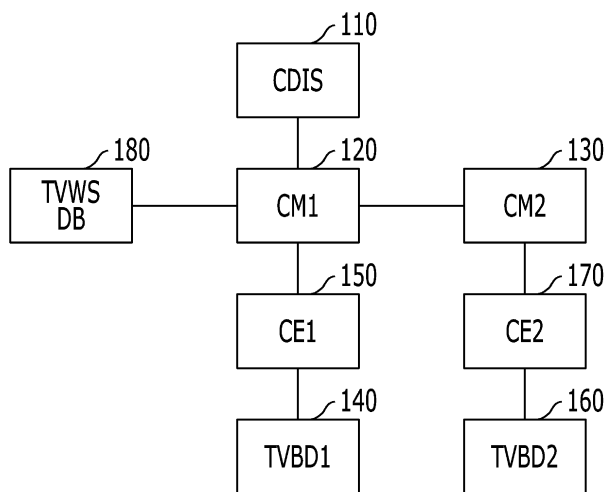 110
CDIS
180
120
130
TVWS
DB
CM1
CM2
150
170
CE1
CE2
140
160
TVBD1
TVBD2